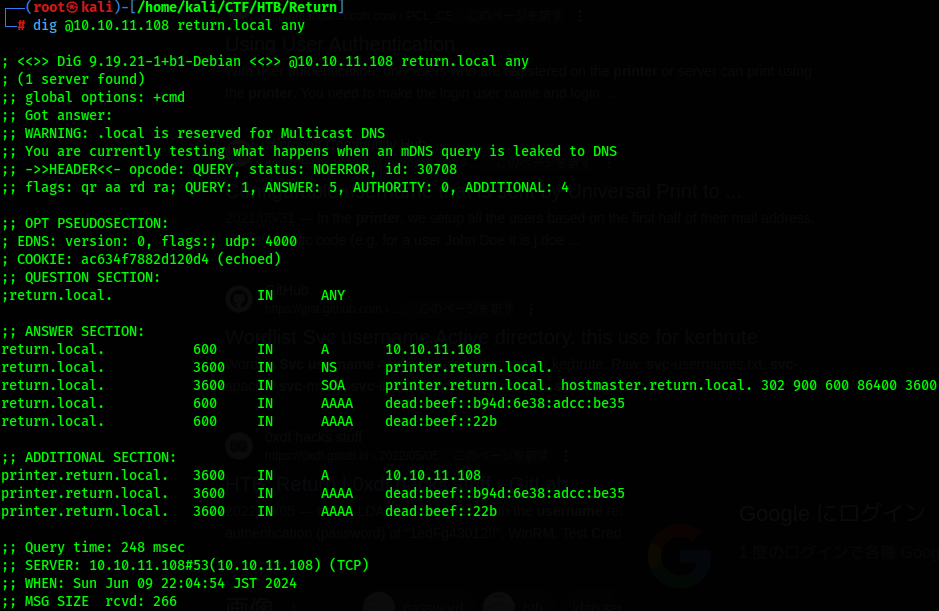 ┌──(root㉿kali)-[/home/kali/CTF/HTB/Return]
└─# dig @10.10.11.108 return.local any
; <<>> DiG 9.19.21-1+b1-Debian <<>> @10.10.11.108 return.local any
; (1 server found)
;; global options: +cmd
;; Got answer:
;; WARNING: .local is reserved for Multicast DNS
;; You are currently testing what happens when an mDNS query is leaked to DNS
;; ->>HEADER<<- opcode: QUERY, status: NOERROR, id: 30708
;; flags: qr aa rd ra; QUERY: 1, ANSWER: 5, AUTHORITY: 0, ADDITIONAL: 4
;; OPT PSEUDOSECTION:
; EDNS: version: 0, flags:; udp: 4000
; COOKIE: ac634f7882d120d4 (echoed)
;; QUESTION SECTION:
;return.local. IN ANY
;; ANSWER SECTION:
return.local. 600 IN A 10.10.11.108
return.local. 3600 IN NS printer.return.local.
return.local. 3600 IN SOA printer.return.local. hostmaster.return.local. 302 900 600 86400 3600
return.local. 600 IN AAAA dead:beef::b94d:6e38:adcc:be35
return.local. 600 IN AAAA dead:beef::22b
;; ADDITIONAL SECTION:
printer.return.local. 3600 IN A 10.10.11.108
printer.return.local. 3600 IN AAAA dead:beef::b94d:6e38:adcc:be35
printer.return.local. 3600 IN AAAA dead:beef::22b
;; Query time: 248 msec
;; SERVER: 10.10.11.108#53(10.10.11.108) (TCP)
;; WHEN: Sun Jun 09 22:04:54 JST 2024
;; MSG SIZE rcvd: 266
Using User Authentication
Google にログイン